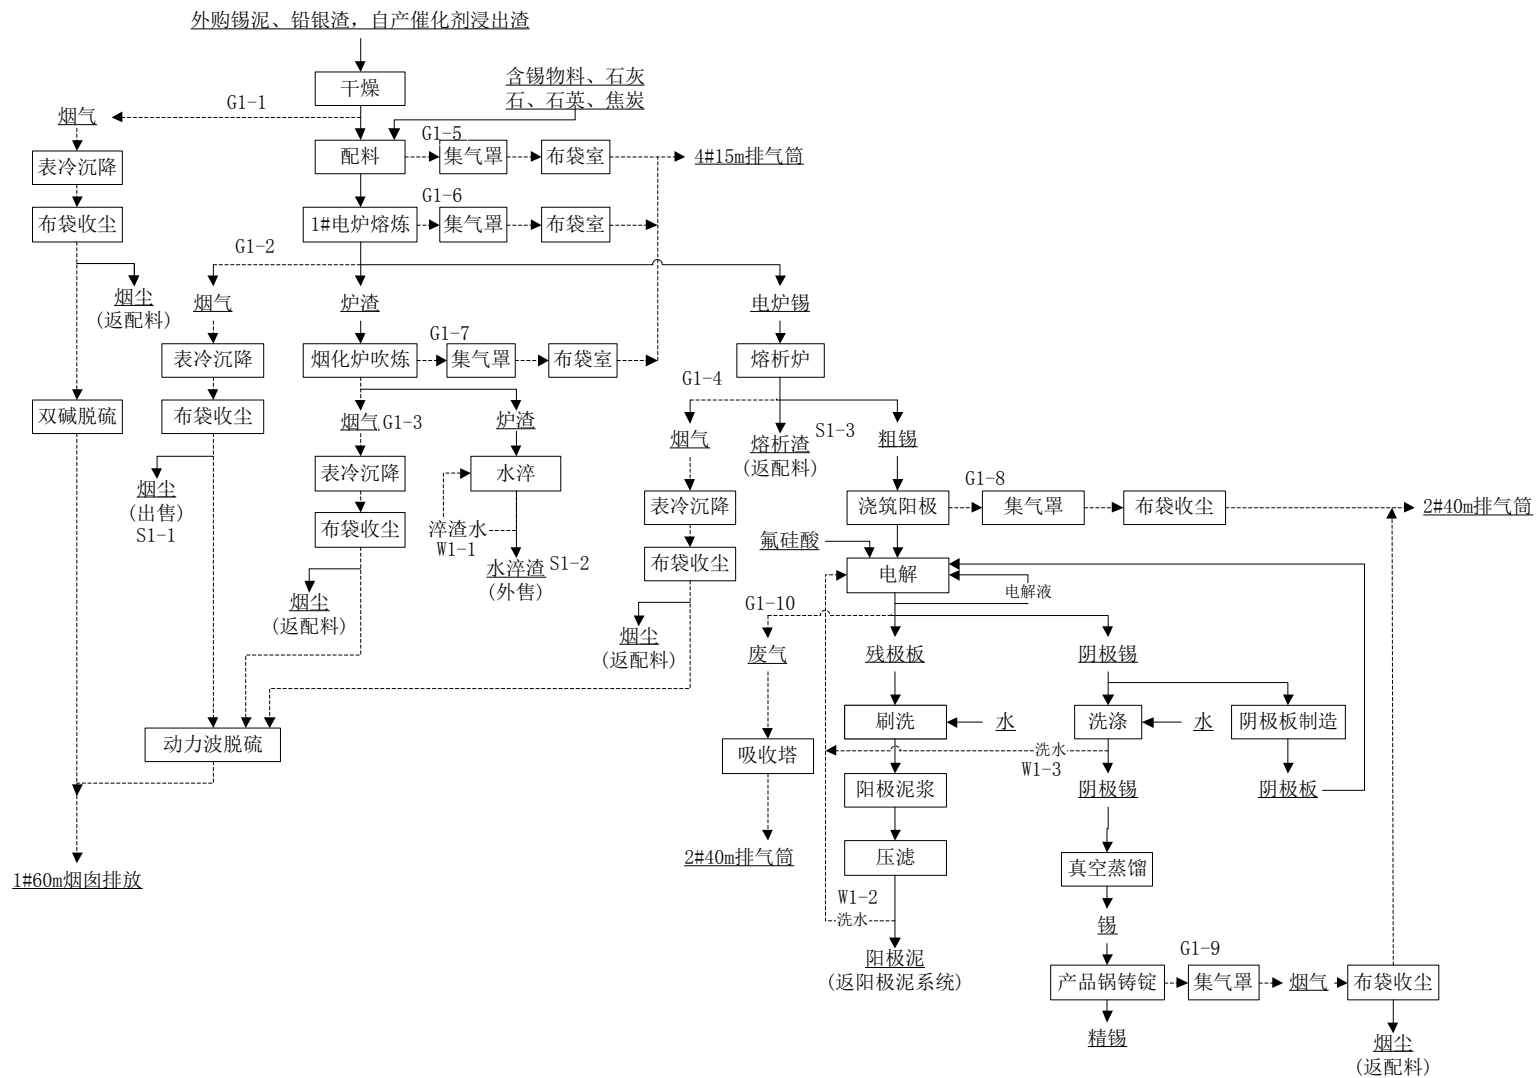 外购锡泥、铅银渣，自产催化剂浸出渣
干燥
含锡物料、石灰
石、石英、焦炭
G1-1
烟气
表冷沉降
布袋收尘
烟尘
(返配料)
双碱脱硫
配料
G1-5
集气罩
布袋室
4#15m排气筒
1#电炉熔炼
G1-6
集气罩
布袋室
G1-2
烟气
炉渣
电炉锡
表冷沉降
布袋收尘
烟尘
(出售)
S1-1
烟化炉吹炼
G1-7
集气罩
布袋室
烟气
G1-3
表冷沉降
布袋收尘
烟尘
(返配料)
炉渣
水淬
淬渣水
W1-1
水淬渣
(外售)
S1-2
熔析炉
G1-4
烟气
熔析渣
(返配料)
S1-3
粗锡
表冷沉降
布袋收尘
烟尘
(返配料)
动力波脱硫
1#60m烟囱排放
浇筑阳极
G1-8
集气罩
布袋收尘
2#40m排气筒
氟硅酸
电解
电解液
G1-10
废气
残极板
阴极锡
吸收塔
2#40m排气筒
刷洗
水
洗涤
水
阴极板制造
洗水
W1-3
阳极泥浆
阴极锡
阴极板
压滤
W1-2
洗水
阳极泥
(返阳极泥系统)
真空蒸馏
锡
产品锅铸锭
G1-9
集气罩
烟气
布袋收尘
精锡
烟尘
(返配料)